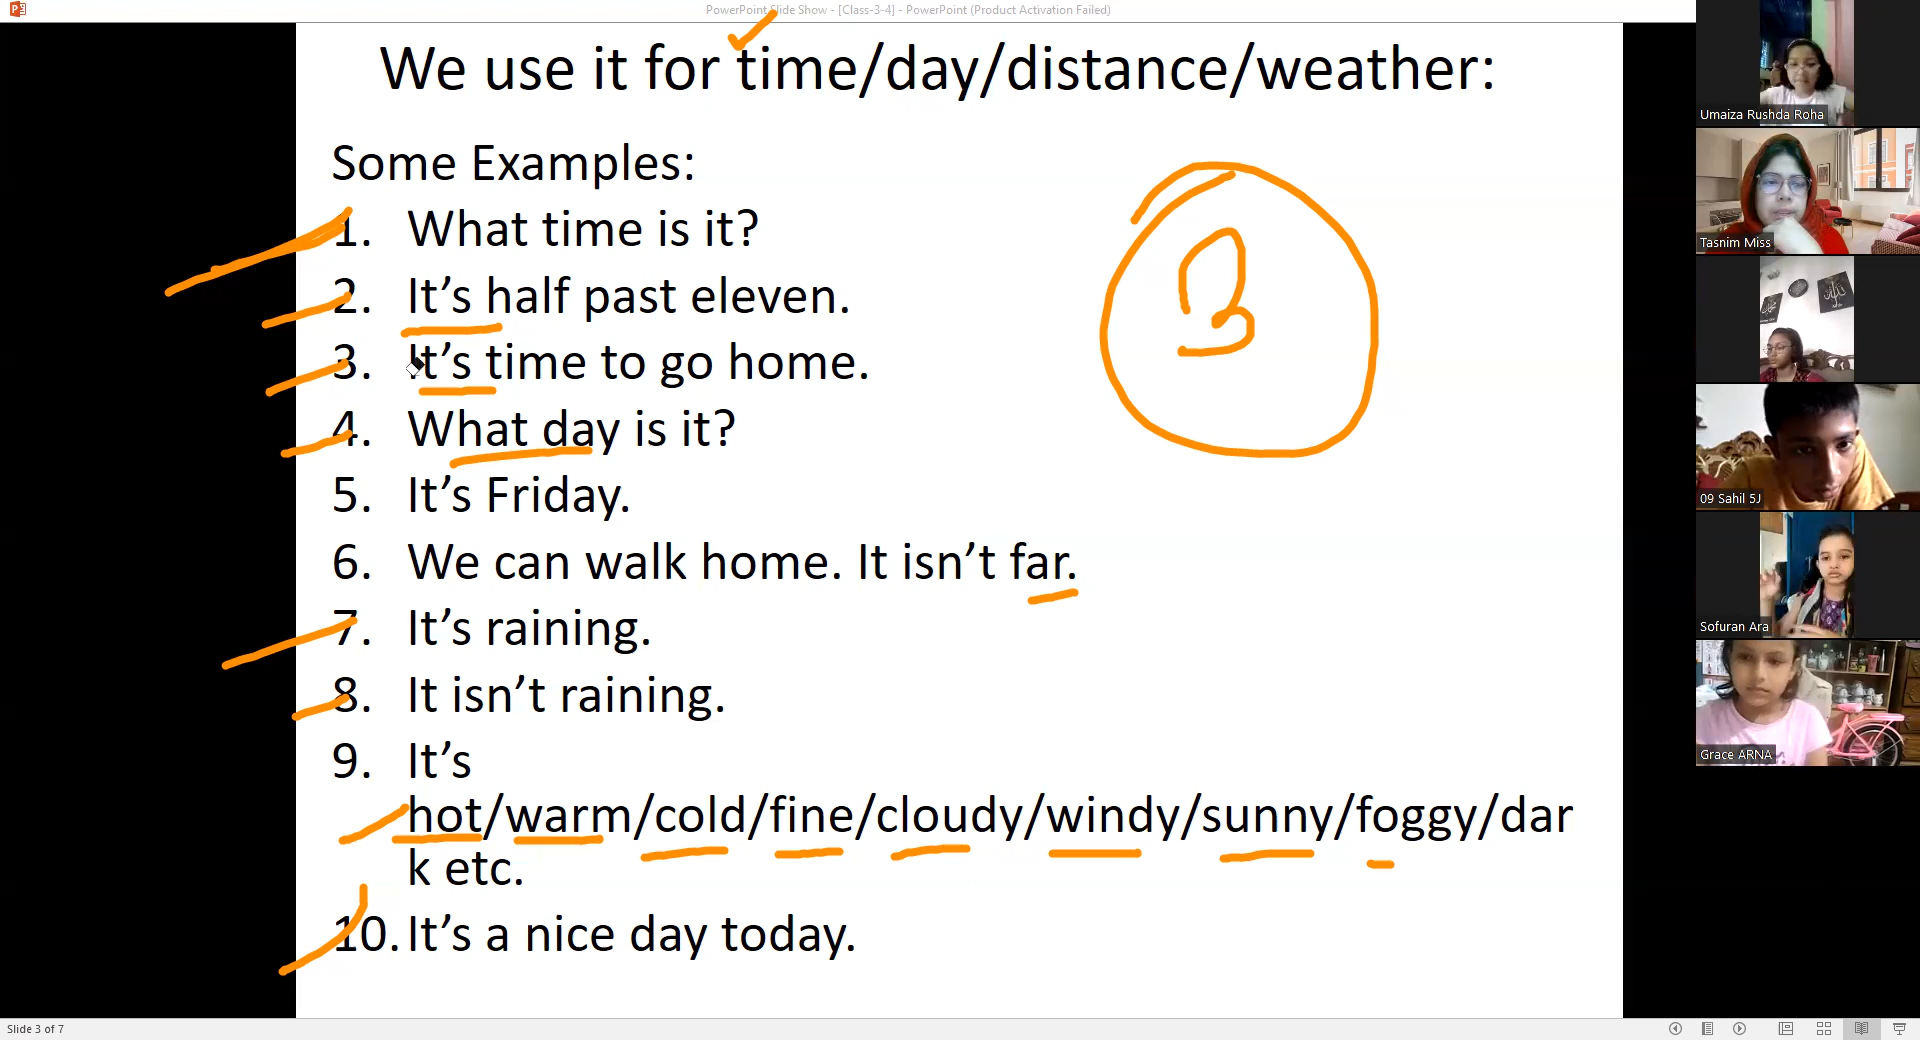 PowerPoint Slide Show - [Class-3-4] - PowerPoint (Product Activation Failed)
We use it for time/day/distance/weather:
Some Examples:
1. What time is it?
2. It's half past eleven.
3. It's time to go home.
4. What day is it?
5. It's Friday.
6. We can walk home. It isn't far.
7. It's raining.
8. It isn't raining.
9. It's
hot/warm/cold/fine/cloudy/windy/sunny/foggy/dar
k etc.
10. It's a nice day today.
Umaiza Rushda Roha
Tasnim Miss
09 Sahil 5J
Sofuran Ara
Grace ARNA
Slide 3 of 7